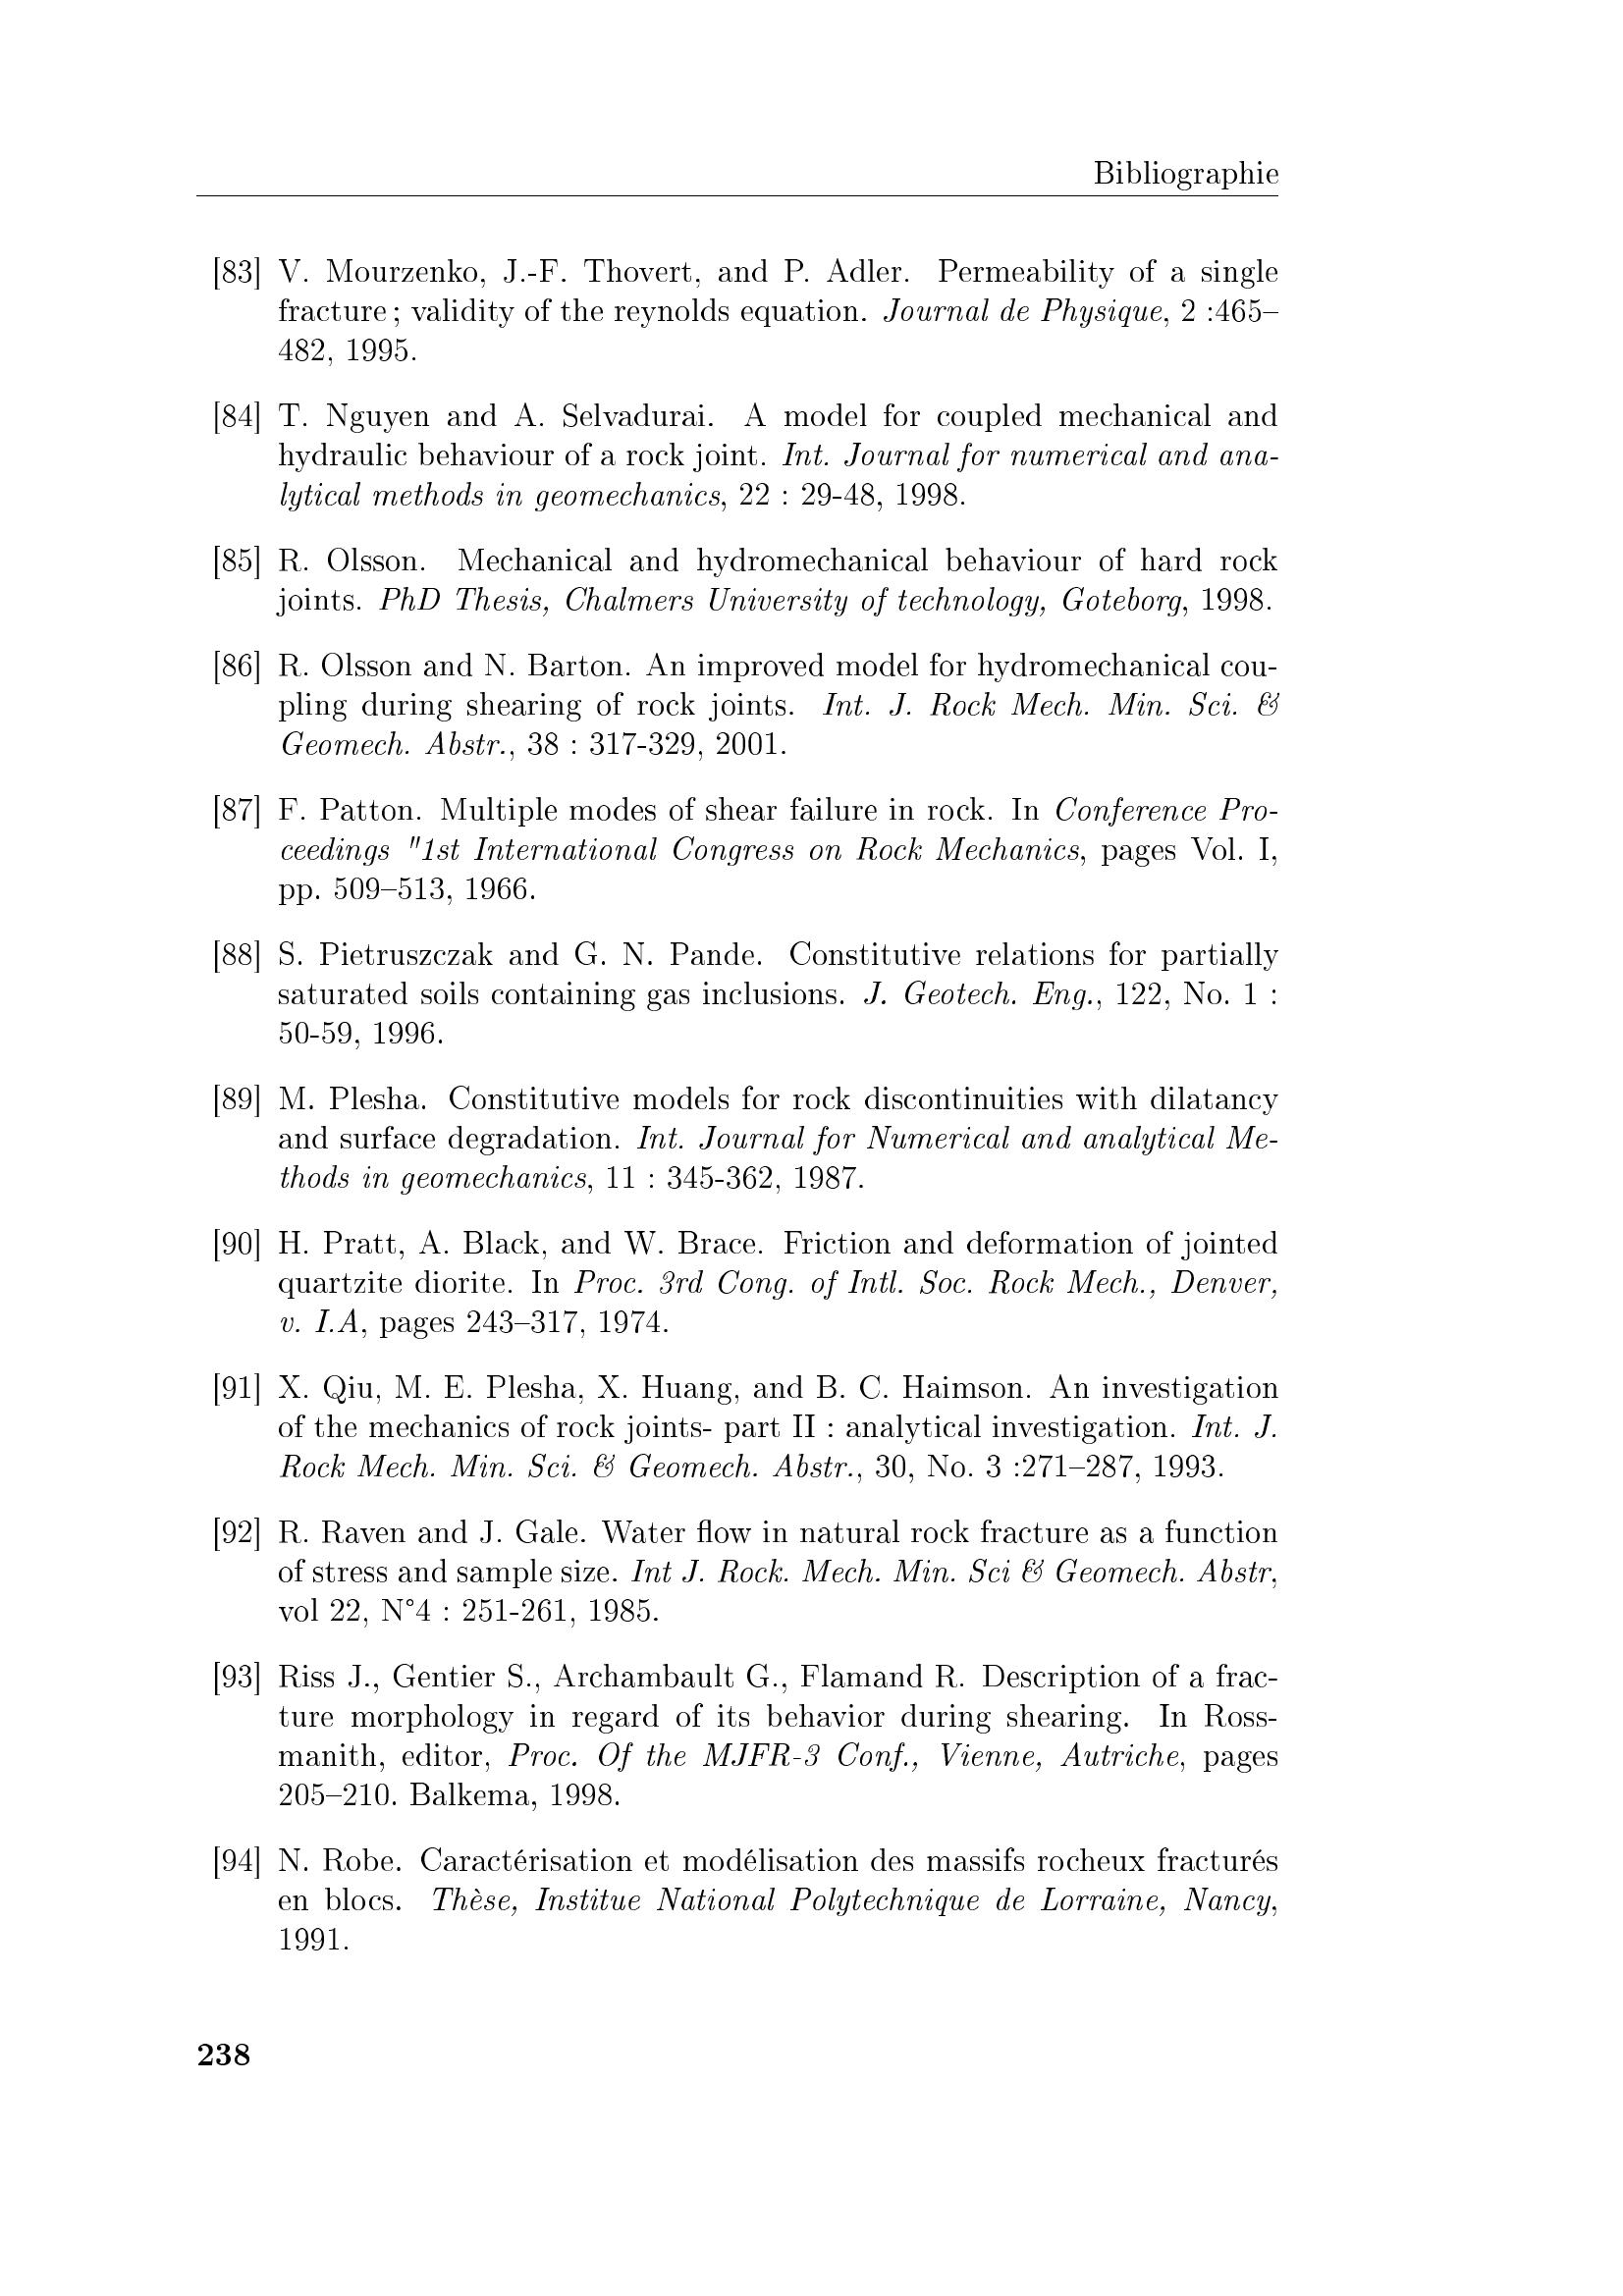 Bibliographie
[83] V. Mourzenko, J.-F. Thovert, and P. Adler. Permeability of a single
fracture ; validity of the reynolds equation. Journal de Physique, 2 :465–
482, 1995.
[84] T. Nguyen and A. Selvadurai. A model for coupled mechanical and
hydraulic behaviour of a rock joint. Int. Journal for numerical and ana-
lytical methods in geomechanics, 22 : 29-48, 1998.
[85] R. Olsson. Mechanical and hydromechanical behaviour of hard rock
joints. PhD Thesis, Chalmers University of technology, Goteborg, 1998.
[86] R. Olsson and N. Barton. An improved model for hydromechanical cou-
pling during shearing of rock joints. Int. J. Rock Mech. Min. Sci. &
Geomech. Abstr., 38 : 317-329, 2001.
[87] F. Patton. Multiple modes of shear failure in rock. In Conference Pro-
ceedings "1st International Congress on Rock Mechanics, pages Vol. I,
pp. 509–513, 1966.
[88] S. Pietruszczak and G. N. Pande. Constitutive relations for partially
saturated soils containing gas inclusions. J. Geotech. Eng., 122, No. 1 :
50-59, 1996.
[89] M. Plesha. Constitutive models for rock discontinuities with dilatancy
and surface degradation. Int. Journal for Numerical and analytical Me-
thods in geomechanics, 11 : 345-362, 1987.
[90] H. Pratt, A. Black, and W. Brace. Friction and deformation of jointed
quartzite diorite. In Proc. 3rd Cong. of Intl. Soc. Rock Mech., Denver,
v. I.A, pages 243–317, 1974.
[91] X. Qiu, M. E. Plesha, X. Huang, and B. C. Haimson. An investigation
of the mechanics of rock joints- part II : analytical investigation. Int. J.
Rock Mech. Min. Sci. & Geomech. Abstr., 30, No. 3 :271–287, 1993.
[92] R. Raven and J. Gale. Water flow in natural rock fracture as a function
of stress and sample size. Int J. Rock. Mech. Min. Sci & Geomech. Abstr,
vol 22, N°4 : 251-261, 1985.
[93] Riss J., Gentier S., Archambault G., Flamand R. Description of a frac-
ture morphology in regard of its behavior during shearing. In Ross-
manith, editor, Proc. Of the MJFR-3 Conf., Vienne, Autriche, pages
205–210. Balkema, 1998.
[94] N. Robe. Caractérisation et modélisation des massifs rocheux fracturés
en blocs. Thèse, Institue National Polytechnique de Lorraine, Nancy,
1991.
238